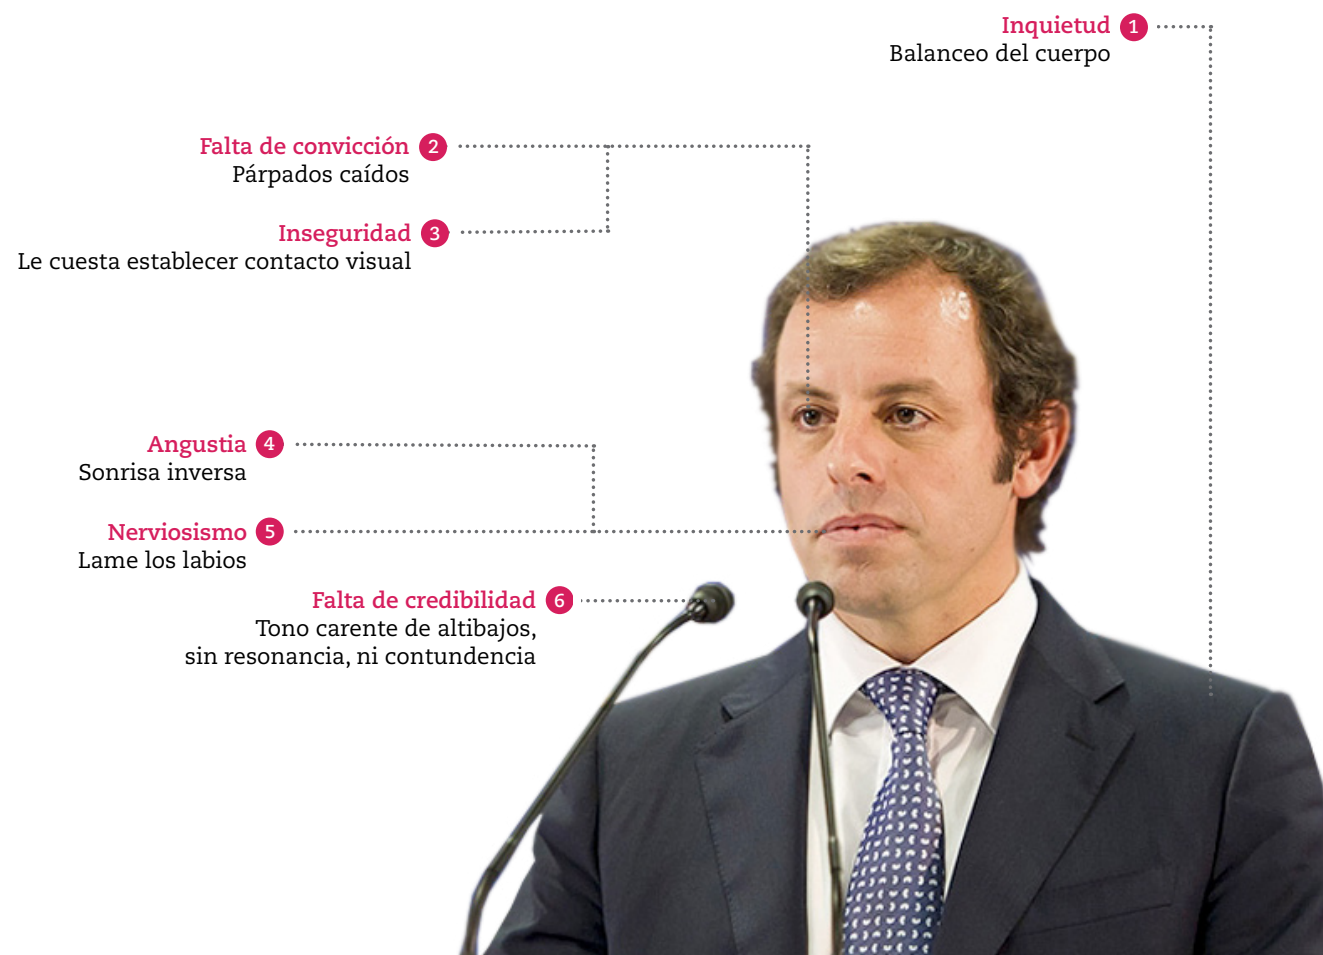 Inquietud 1
Balanceo del cuerpo
Falta de convicción 2
Párpados caídos
Inseguridad 3
Le cuesta establecer contacto visual
Angustia 4
Sonrisa inversa
Nerviosismo 5
Lame los labios
Falta de credibilidad 6
Tono carente de altibajos,
sin resonancia, ni contundencia